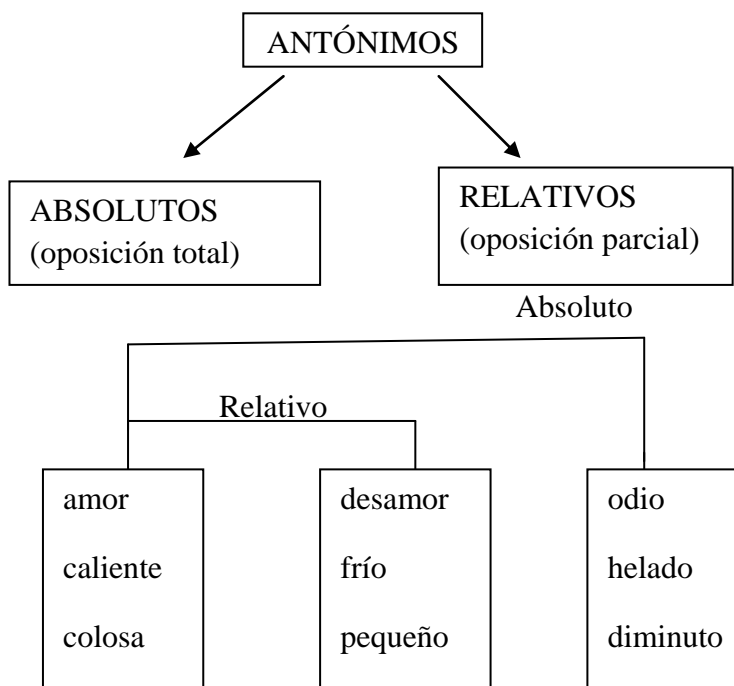 ANTÓNIMOS
ABSOLUTOS
(oposición total)
RELATIVOS
(oposición parcial)
Absoluto
Relativo
amor
caliente
colosa
desamor
frío
pequeño
odio
helado
diminuto